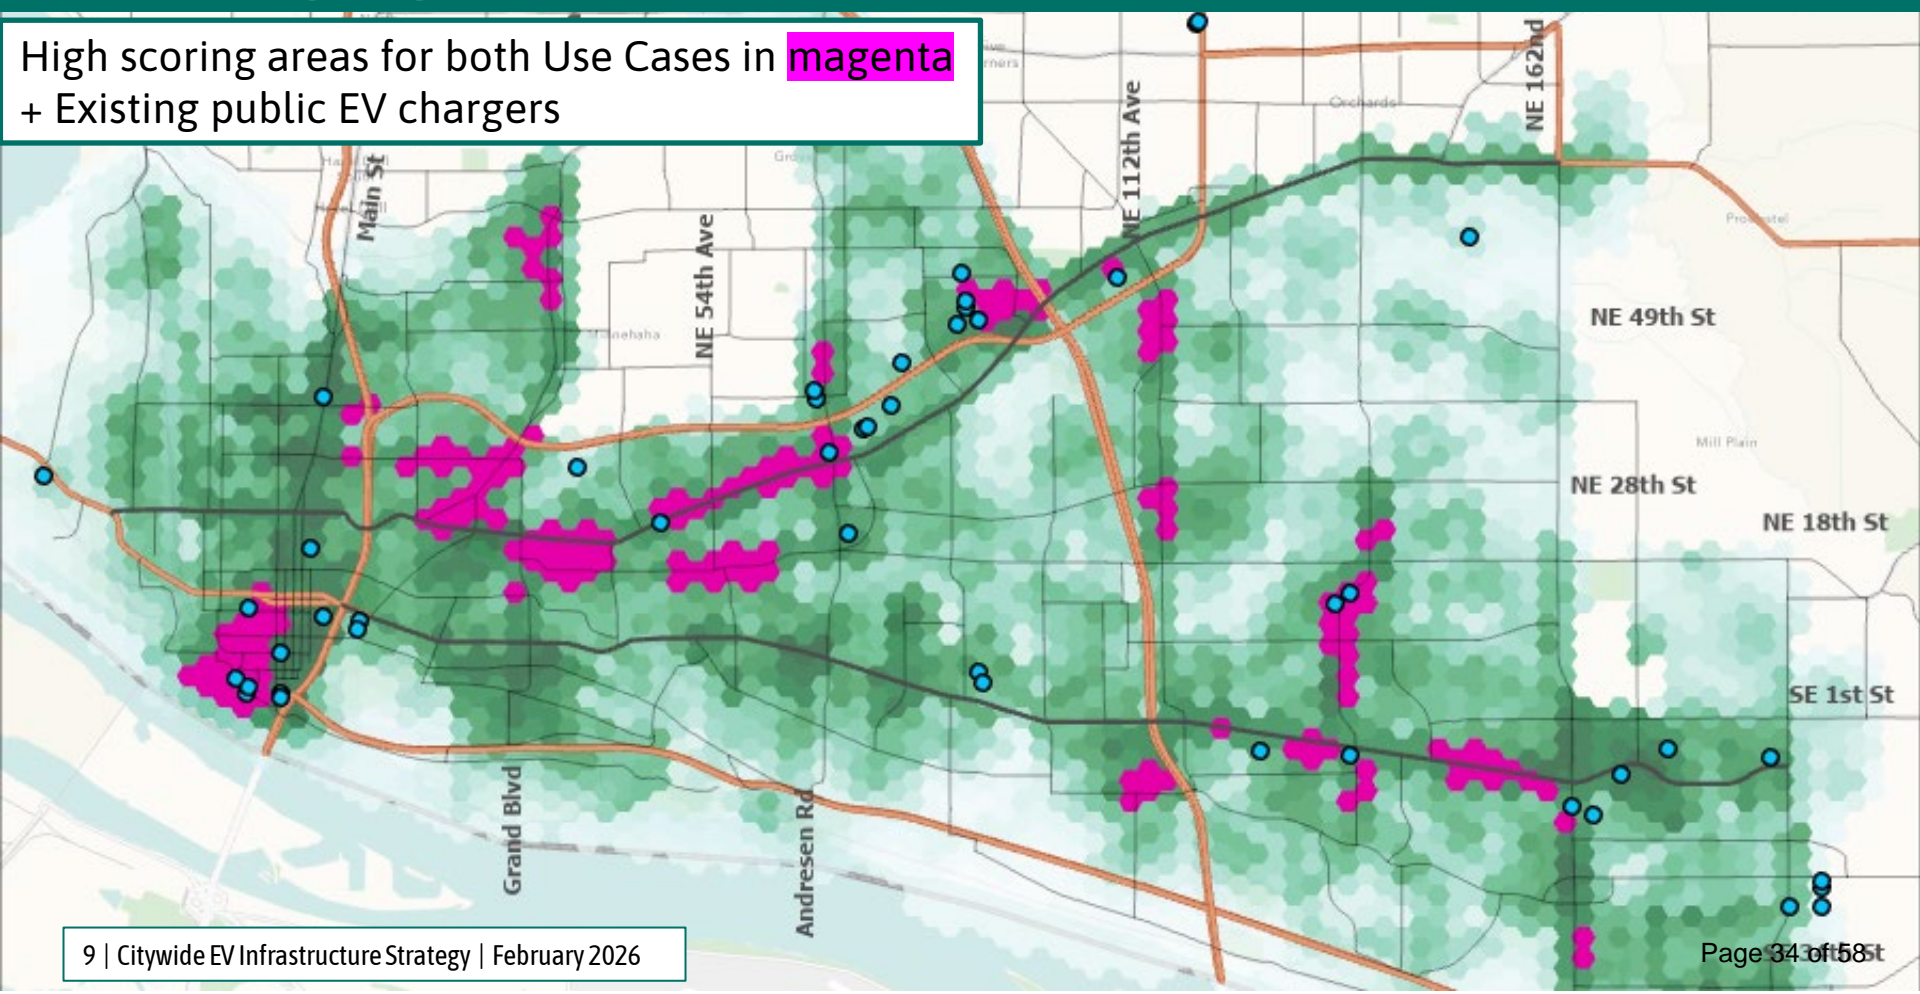 High scoring areas for both Use Cases in magenta
+ Existing public EV chargers
Main St
NE 54th Ave
NE 112th Ave
NE 162nd
Orchards
Proebstel
Minnehaha
NE 49th St
Mill Plain
NE 28th St
NE 18th St
SE 1st St
Grand Blvd
Andresen Rd
9 | Citywide EV Infrastructure Strategy | February 2026
Page 34 of 58